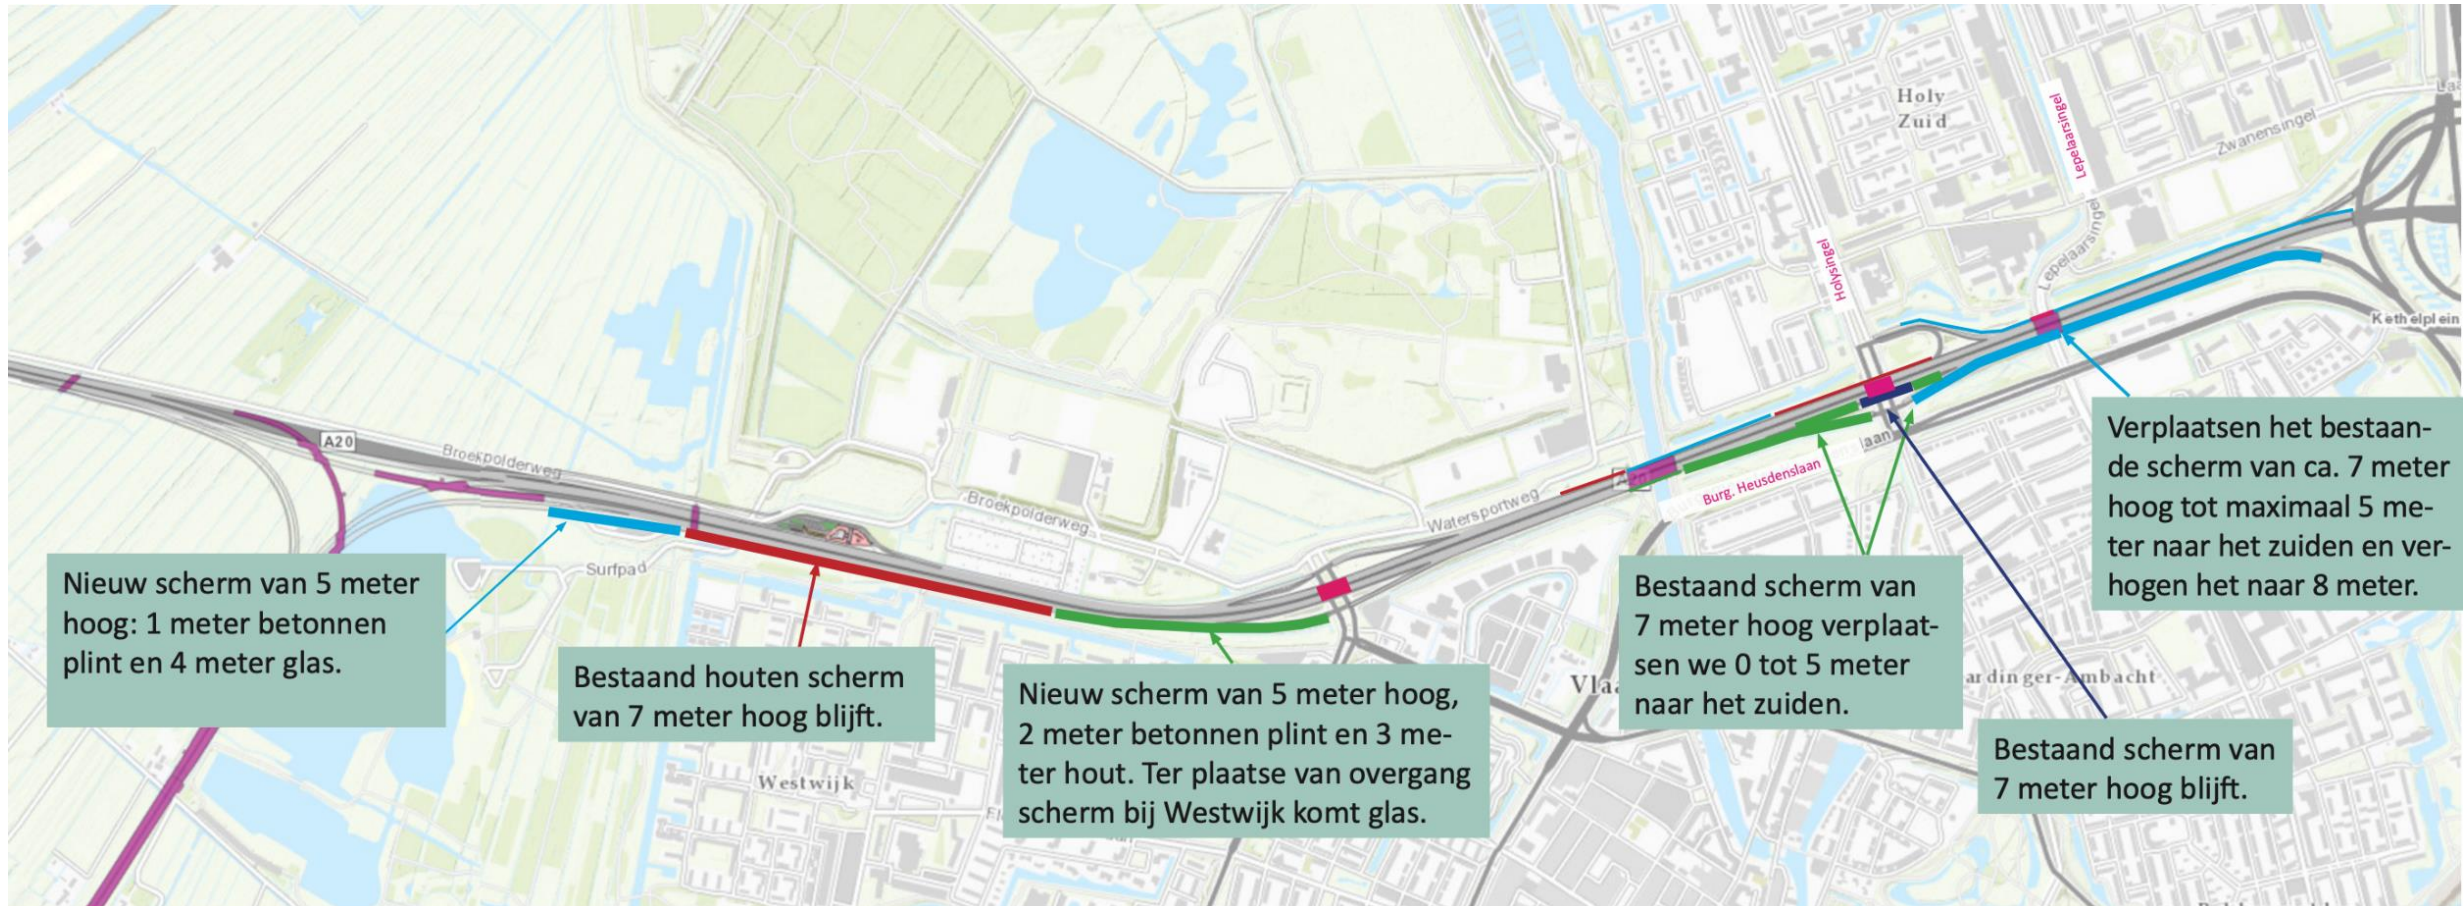 Holy
Zuid
Lepelaarsingel
Zwanensingel
Holysingel
Lepelaarsingel
Kethelplein
A20
Broekpolderweg
Broekpolderweg
Watersportweg
Burg. Heusdenslaan
laan
Surfpad
Nieuw scherm van 5 meter
hoog: 1 meter betonnen
plint en 4 meter glas.
Bestaand houten scherm
van 7 meter hoog blijft.
Nieuw scherm van 5 meter hoog,
2 meter betonnen plint en 3 me-
ter hout. Ter plaatse van overgang
scherm bij Westwijk komt glas.
Bestaand scherm van
7 meter hoog verplaat-
sen we 0 tot 5 meter
naar het zuiden.
Verplaatsen het bestaan-
de scherm van ca. 7 meter
hoog tot maximaal 5 me-
ter naar het zuiden en ver-
hogen het naar 8 meter.
Bestaand scherm van
7 meter hoog blijft.
Westwijk
Vlaa
ardinger-Ambacht